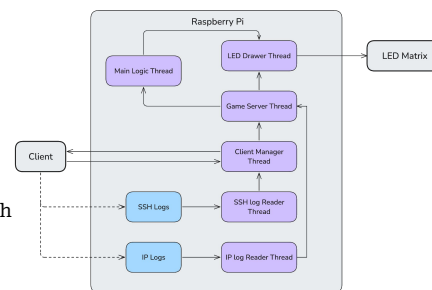 Raspberry Pi
LED Drawer Thread
LED Matrix
Main Logic Thread
Game Server Thread
Client
Client Manager
Thread
SSH Logs
SSH log Reader
Thread
h
IP Logs
IP log Reader Thread